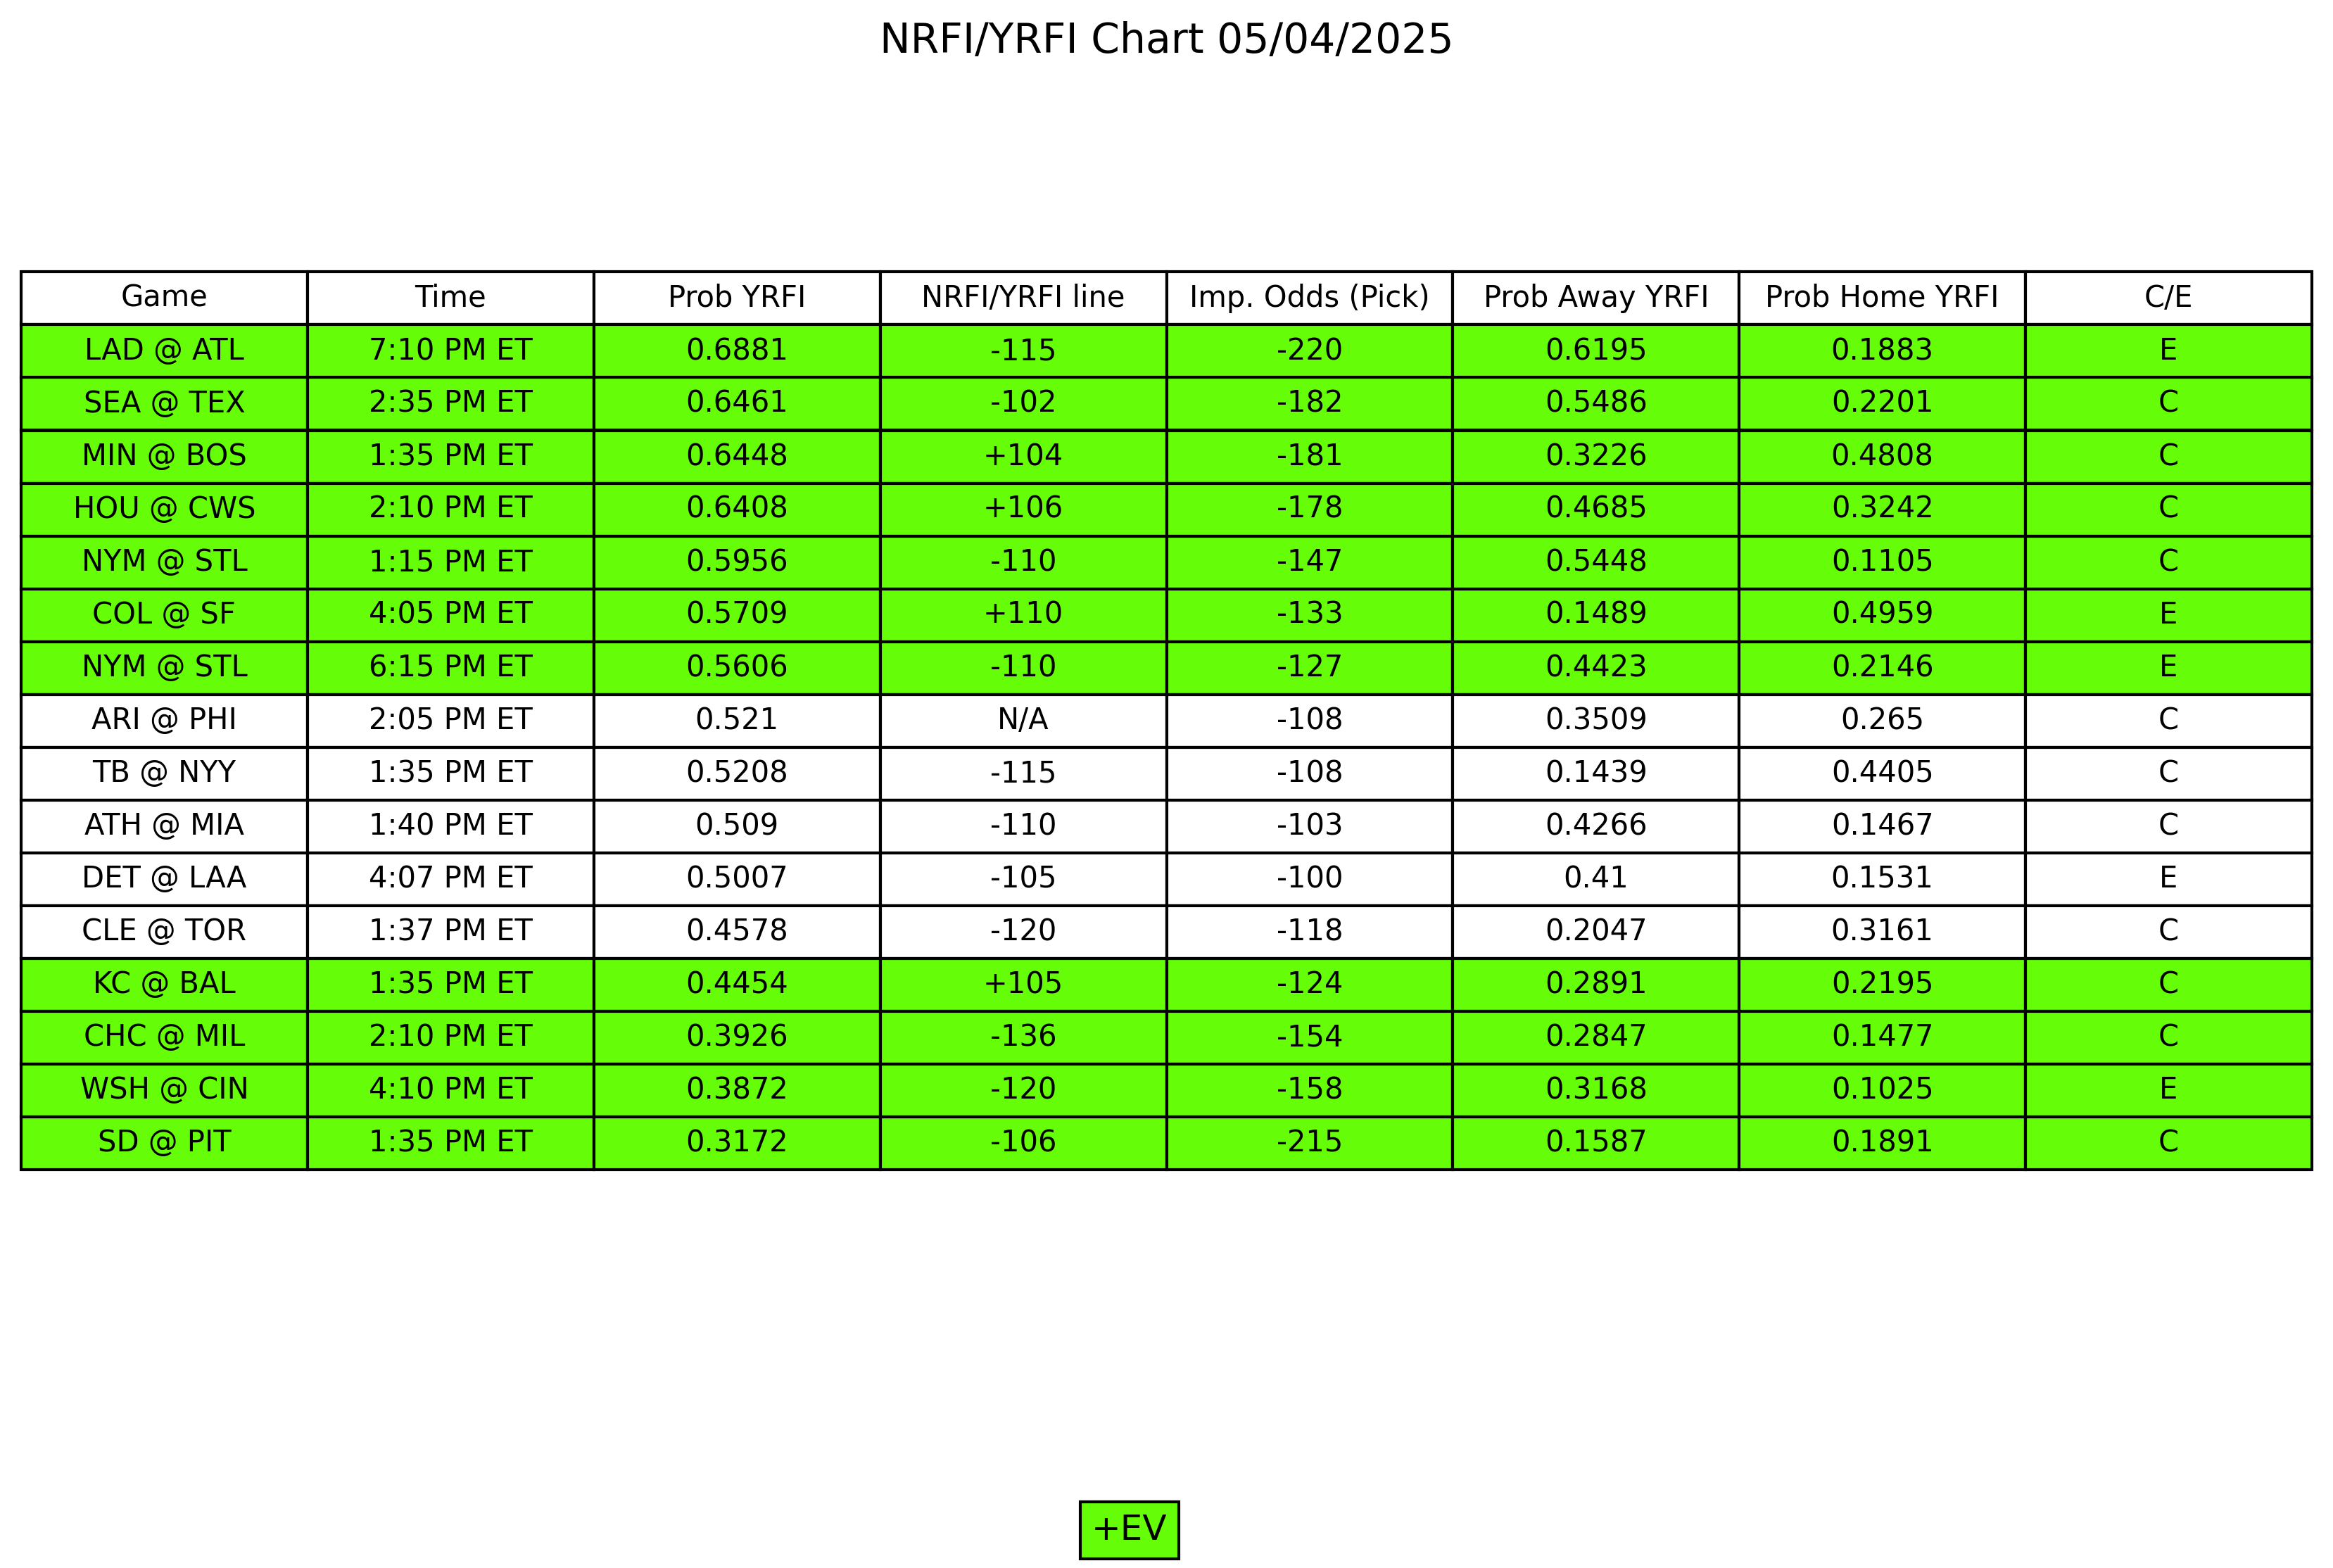 NRFI/YRFI Chart 05/04/2025
Game Time Prob YRFI NRFI/YRFI line Imp. Odds (Pick) Prob Away YRFI Prob Home YRFI C/E
LAD @ ATL 7:10 PM ET 0.6881 -115 -220 0.6195 0.1883 E
SEA @ TEX 2:35 PM ET 0.6461 -102 -182 0.5486 0.2201 C
MIN @ BOS 1:35 PM ET 0.6448 +104 -181 0.3226 0.4808 C
HOU @ CWS 2:10 PM ET 0.6408 +106 -178 0.4685 0.3242 C
NYM @ STL 1:15 PM ET 0.5956 -110 -147 0.5448 0.1105 C
COL @ SF 4:05 PM ET 0.5709 +110 -133 0.1489 0.4959 E
NYM @ STL 6:15 PM ET 0.5606 -110 -127 0.4423 0.2146 E
ARI @ PHI 2:05 PM ET 0.521 N/A -108 0.3509 0.265 C
TB @ NYY 1:35 PM ET 0.5208 -115 -108 0.1439 0.4405 C
ATH @ MIA 1:40 PM ET 0.509 -110 -103 0.4266 0.1467 C
DET @ LAA 4:07 PM ET 0.5007 -105 -100 0.41 0.1531 E
CLE @ TOR 1:37 PM ET 0.4578 -120 -118 0.2047 0.3161 C
KC @ BAL 1:35 PM ET 0.4454 +105 -124 0.2891 0.2195 C
CHC @ MIL 2:10 PM ET 0.3926 -136 -154 0.2847 0.1477 C
WSH @ CIN 4:10 PM ET 0.3872 -120 -158 0.3168 0.1025 E
SD @ PIT 1:35 PM ET 0.3172 -106 -215 0.1587 0.1891 C
+EV